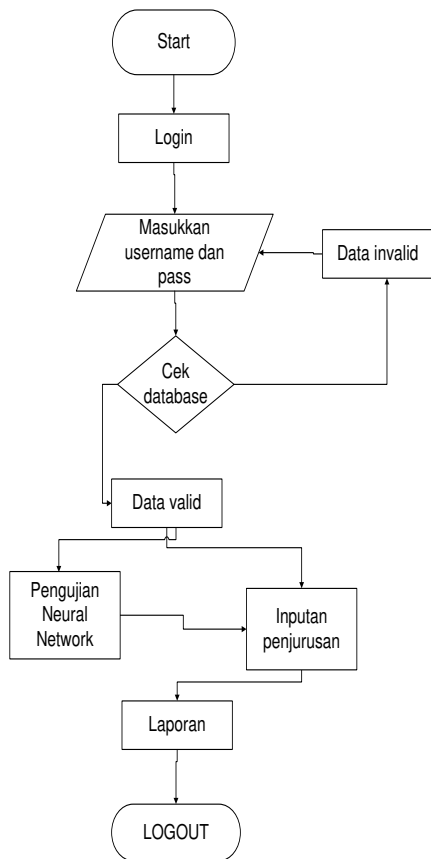 Start
Login
Masukkan
username dan
pass
Data invalid
Cek
database
Data valid
Pengujian
Neural
Network
Inputan
penjurusan
Laporan
LOGOUT